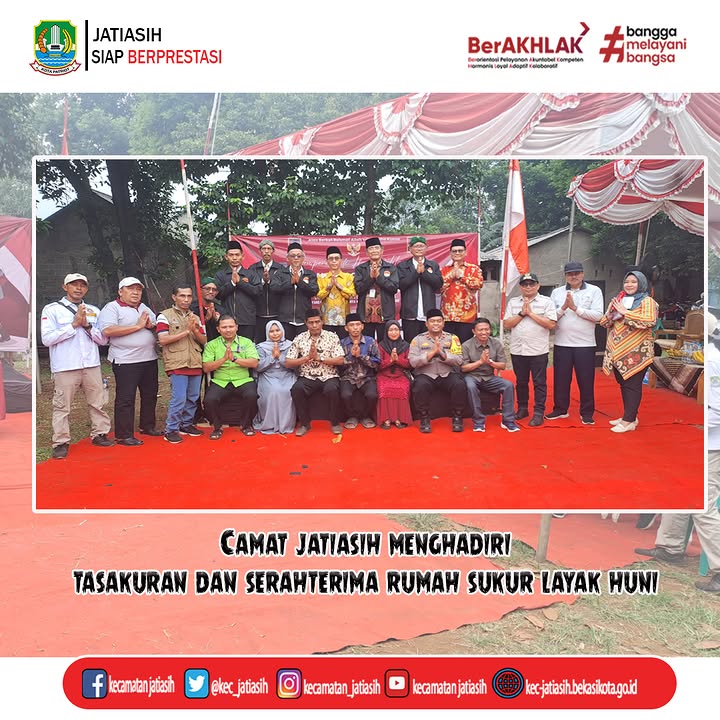 JATIASIH
SIAP BERPRESTASI
KOTA PATRIOT
BerAKHLAK
Berorientasi Pelayanan Akuntabel Kompeten
Harmonis Loyal Adaptif Kolaboratif
#bangga
melayani
bangsa
CAMAT JATIASIH MENGHADIRI
TASAKURAN DAN SERAHTERIMA RUMAH SUKUR LAYAK HUNI
kecamatan jatiasih
@kec_jatiasih
kecamatan_jatiasih
kecamatan jatiasih
kec-jatiasih.bekasikota.go.id